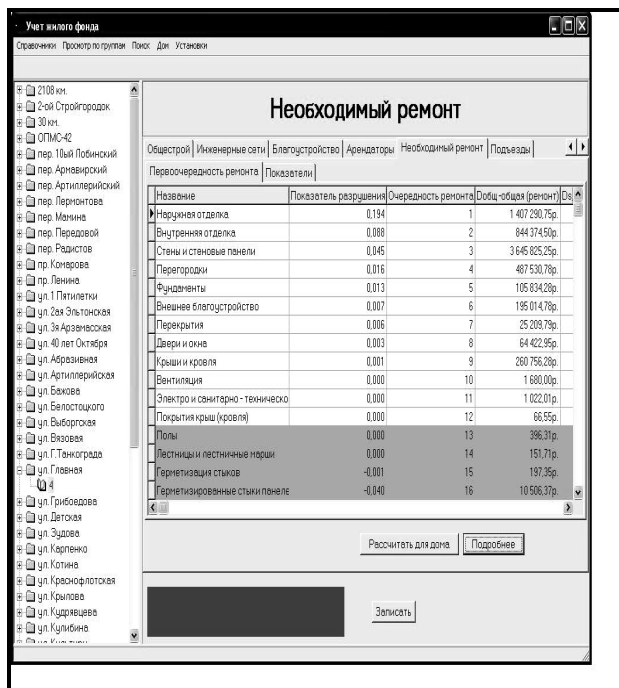 Учет жилого фонда
Справочники Просмотр по группам Поиск Дом Установки
2108 км.
2-ой Стройгородок
30 км.
ОПМС-42
пер. 10ый Лобинский
пер. Армавирский
пер. Артиллерийский
пер. Лермонтова
пер. Мамина
пер. Передовой
пер. Радистов
пр. Комарова
пр. Ленина
ул. 1 Пятилетки
ул. 2ая Эльтонская
ул. 3я Арзамасская
ул. 40 лет Октября
ул. Абразивная
ул. Артиллерийская
ул. Бажова
ул. Белостоцкого
ул. Выборгская
ул. Вязовая
ул. Г.Танкограда
ул. Главная
4
ул. Грибоедова
ул. Детская
ул. Зудова
ул. Карпенко
ул. Котина
ул. Краснофлотская
ул. Крылова
ул. Кудрявцева
ул. Кулибина
Необходимый ремонт
Общестрой Инженерные сети Благоустройство Арендаторы Необходимый ремонт Подъезды
Первоочередность ремонта Показатели
Название Показатель разрушения Очередность ремонта Dобщ-общая (ремонт) Ds
Наружная отделка 0,194 1 1 407 290,75р.
Внутренняя отделка 0,088 2 844 374,50р.
Стены и стеновые панели 0,045 3 3 645 825,25р.
Перегородки 0,016 4 487 530,78р.
Фундаменты 0,013 5 105 834,28р.
Внешнее благоустройство 0,007 6 195 014,78р.
Перекрытия 0,006 7 25 209,79р.
Двери и окна 0,003 8 64 422,95р.
Крыши и кровля 0,001 9 260 756,28р.
Вентиляция 0,000 10 1 680,00р.
Электро и санитарно - техническо 0,000 11 1 022,01р.
Покрытия крыш (кровля) 0,000 12 66,55р.
Полы 0,000 13 396,31р.
Лестницы и лестничные марши 0,000 14 151,71р.
Герметизация стыков -0,001 15 197,35р.
Герметизированные стыки панеле -0,040 16 10 506,37р.
Рассчитать для дома Подробнее
Записать